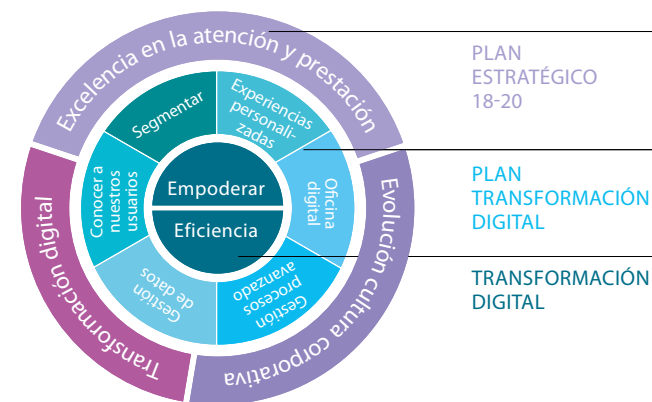 Excelencia en la atención y prestación
Evolución cultura corporativa
Transformación digital
Segmentar
Experiencias
personali-
zadas
Oficina
digital
Gestión
procesos
avanzado
Gestión
de datos
Conocer a
nuestros
usuarios
Empoderar
Eficiencia
PLAN
ESTRATÉGICO
18-20
PLAN
TRANSFORMACIÓN
DIGITAL
TRANSFORMACIÓN
DIGITAL